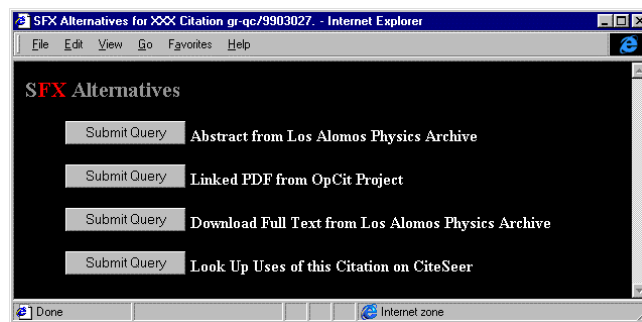 SFX Alternatives for XXX Citation gr-qc/9903027. - Internet Explorer
File Edit View Go Favorites Help
SFX Alternatives
Submit Query Abstract from Los Alomos Physics Archive
Submit Query Linked PDF from OpCit Project
Submit Query Download Full Text from Los Alomos Physics Archive
Submit Query Look Up Uses of this Citation on CiteSeer
Done Internet zone